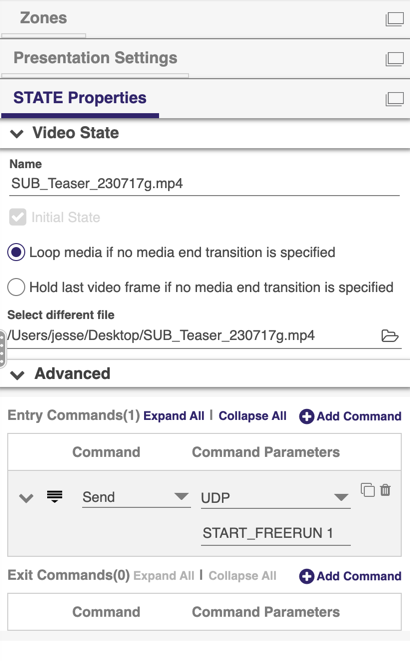 Zones
Presentation Settings
STATE Properties
Video State
Name
SUB_Teaser_230717g.mp4
Initial State
Loop media if no media end transition is specified
Hold last video frame if no media end transition is specified
Select different file
/Users/jesse/Desktop/SUB_Teaser_230717g.mp4
Advanced
Entry Commands(1) Expand All | Collapse All Add Command
Command Command Parameters
Send UDP
START_FREERUN 1
Exit Commands(0) Expand All | Collapse All Add Command
Command Command Parameters